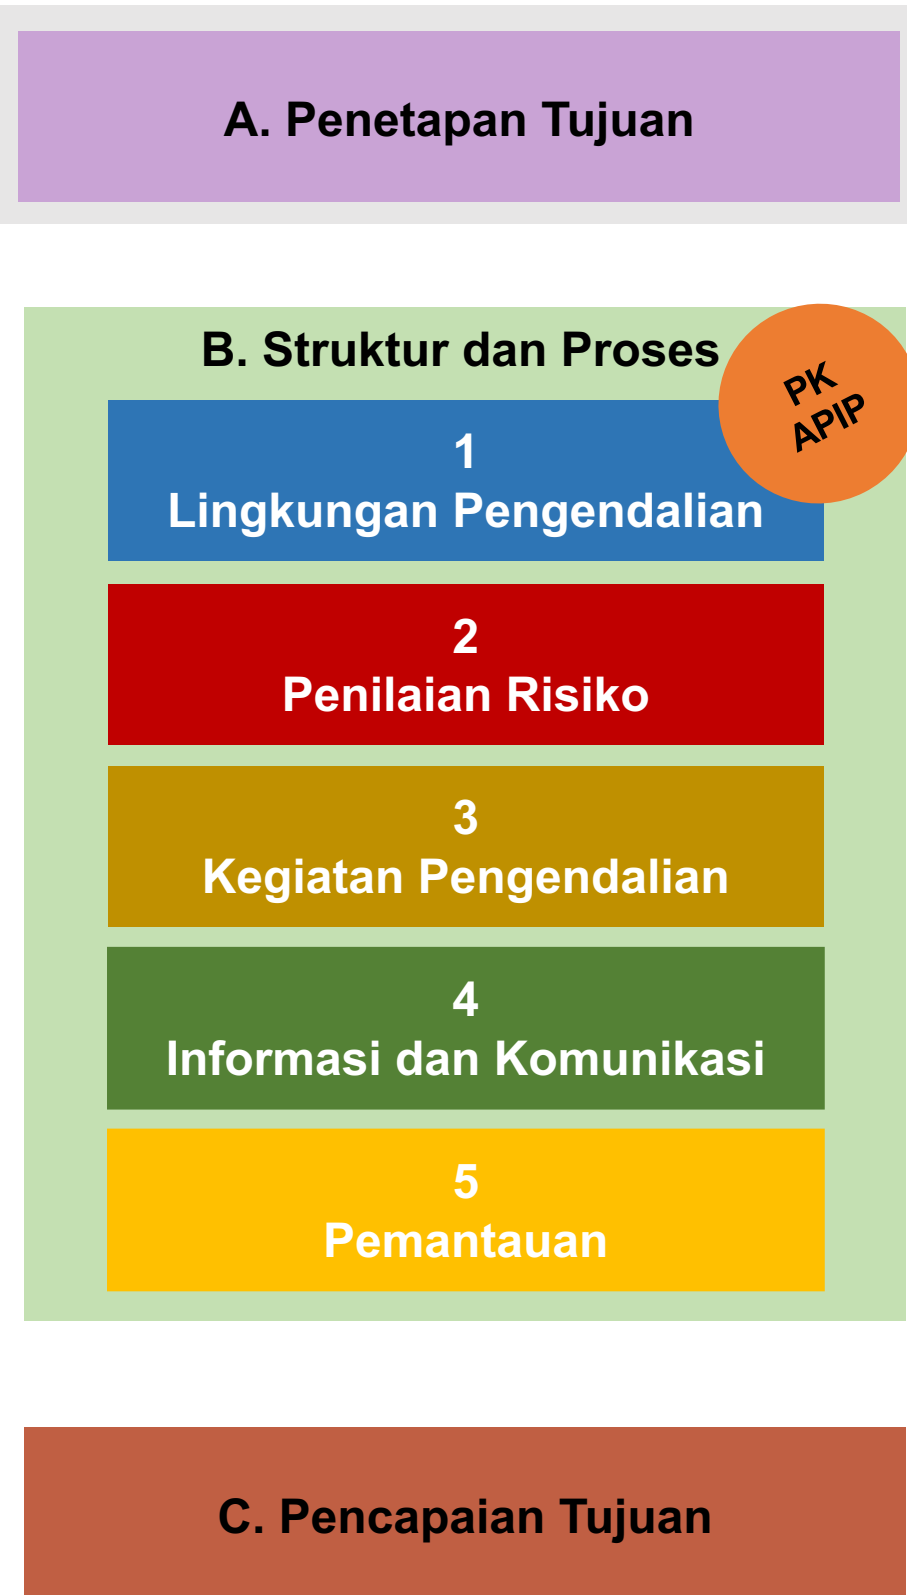 A. Penetapan Tujuan
B. Struktur dan Proses
PK
APIP
1
Lingkungan Pengendalian
2
Penilaian Risiko
3
Kegiatan Pengendalian
4
Informasi dan Komunikasi
5
Pemantauan
C. Pencapaian Tujuan